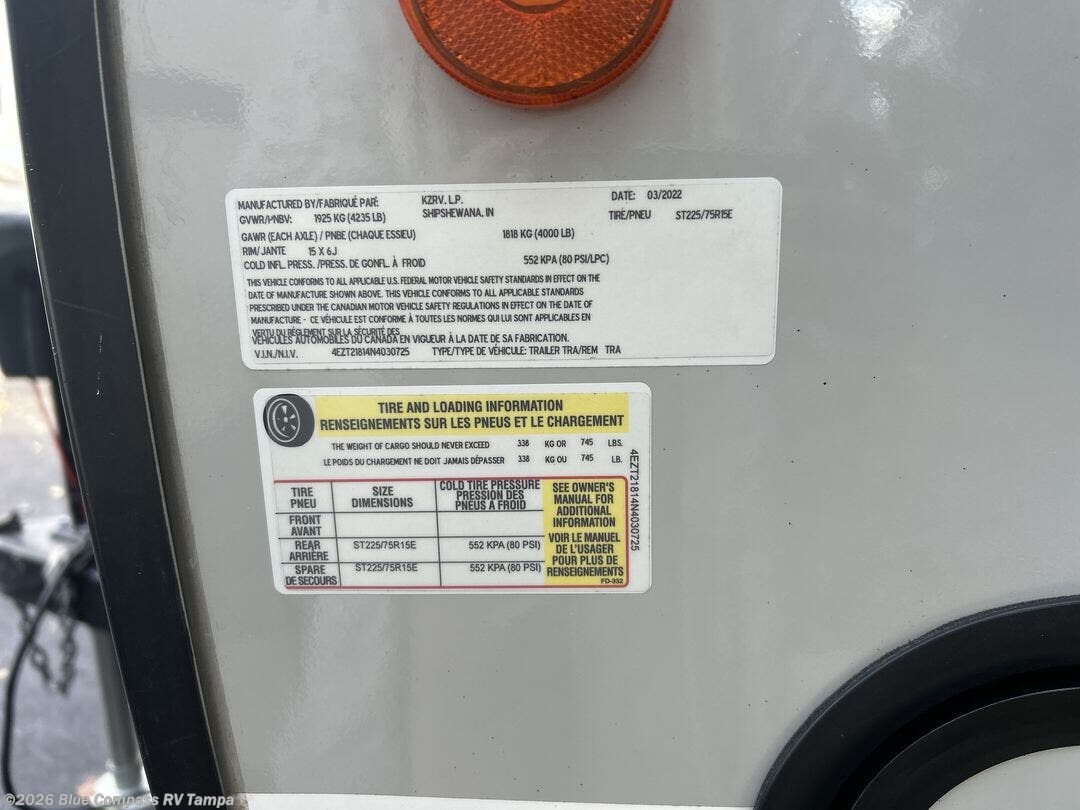 MANUFACTURED BY/FABRIQUÉ PAR: KZRV, L.P. DATE: 03/2022
GVWR/PNBV: 1925 KG (4235 LB) SHIPSHEWANA, IN TIRE/PNEU ST225/75R15E
GAWR (EACH AXLE) / PNBE (CHAQUE ESSIEU) 1818 KG (4000 LB)
RIM/JANTE 15 X 6J
COLD INFL. PRESS. /PRESS. DE GONFL. À FROID 552 KPA (80 PSI/LPC)
THIS VEHICLE CONFORMS TO ALL APPLICABLE U.S. FEDERAL MOTOR VEHICLE SAFETY STANDARDS IN EFFECT ON THE
DATE OF MANUFACTURE SHOWN ABOVE. THIS VEHICLE CONFORMS TO ALL APPLICABLE STANDARDS
PRESCRIBED UNDER THE CANADIAN MOTOR VEHICLE SAFETY REGULATIONS IN EFFECT ON THE DATE OF
MANUFACTURE - CE VÉHICULE EST CONFORME À TOUTES LES NORMES QUI LUI SONT APPLICABLES EN
VERTU DU RÈGLEMENT SUR LA SÉCURITÉ DES
VÉHICULES AUTOMOBILES DU CANADA EN VIGUEUR À LA DATE DE SA FABRICATION.
V.I.N./N.I.V. 4EZT21814N4030725 TYPE/TYPE DE VÉHICULE: TRAILER TRA/REM TRA
TIRE AND LOADING INFORMATION
RENSEIGNEMENTS SUR LES PNEUS ET LE CHARGEMENT
THE WEIGHT OF CARGO SHOULD NEVER EXCEED 338 KG OR 745 LBS.
LE POIDS DU CHARGEMENT NE DOIT JAMAIS DÉPASSER 338 KG OU 745 LB.
TIRE
PNEU
SIZE
DIMENSIONS
COLD TIRE PRESSURE
PRESSION DES
PNEUS A FROID
FRONT
AVANT
REAR
ARRIÈRE
ST225/75R15E 552 KPA (80 PSI)
SPARE
DE SECOURS
ST225/75R15E 552 KPA (80 PSI)
SEE OWNER'S
MANUAL FOR
ADDITIONAL
INFORMATION
VOIR LE MANUEL
DE L'USAGER
POUR PLUS DE
RENSEIGNEMENTS
FD-332
4EZT21814N4030725
©2026 Blue Compass RV Tampa